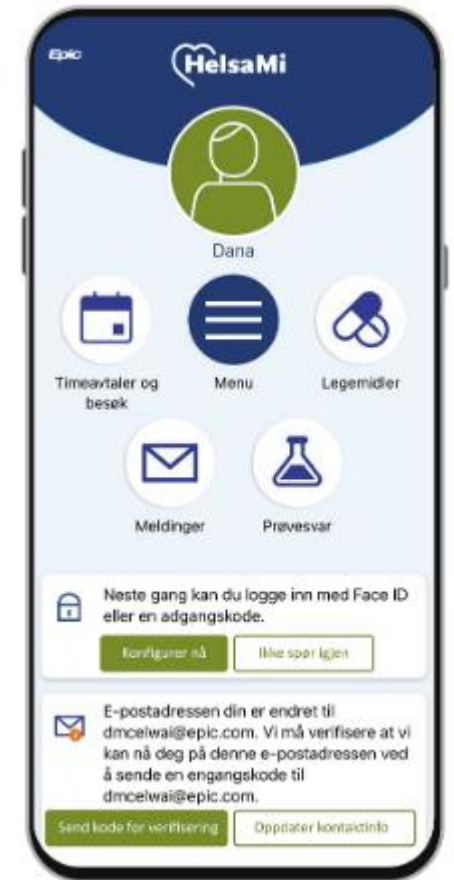 Epic
HelsaMi
Dana
Timeavtaler og
besøk
Menu
Legemidler
Meldinger
Prøvesvar
Neste gang kan du logge inn med Face ID
eller en adgangskode.
Konfigurer nå
Ikke spør igjen
E-postadressen din er endret til
dmcelwai@epic.com. Vi må verifisere at vi
kan nå deg på denne e-postadressen ved
å sende en engangskode til
dmcelwai@epic.com.
Send kode for verifisering
Oppdater kontaktinfo